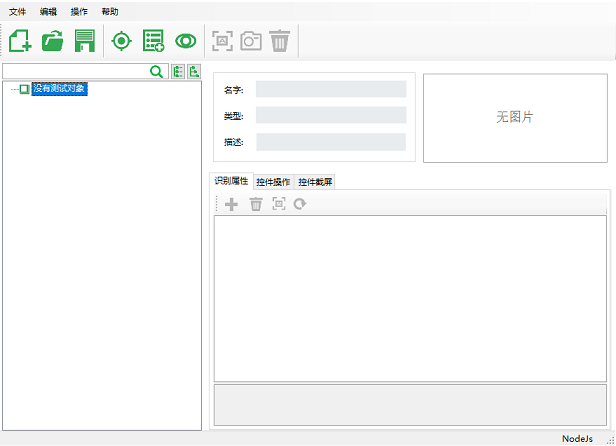 文件 编辑 操作 帮助
没有测试对象
名字:
类型:
描述:
无图片
识别属性 控件操作 控件截屏
NodeJs